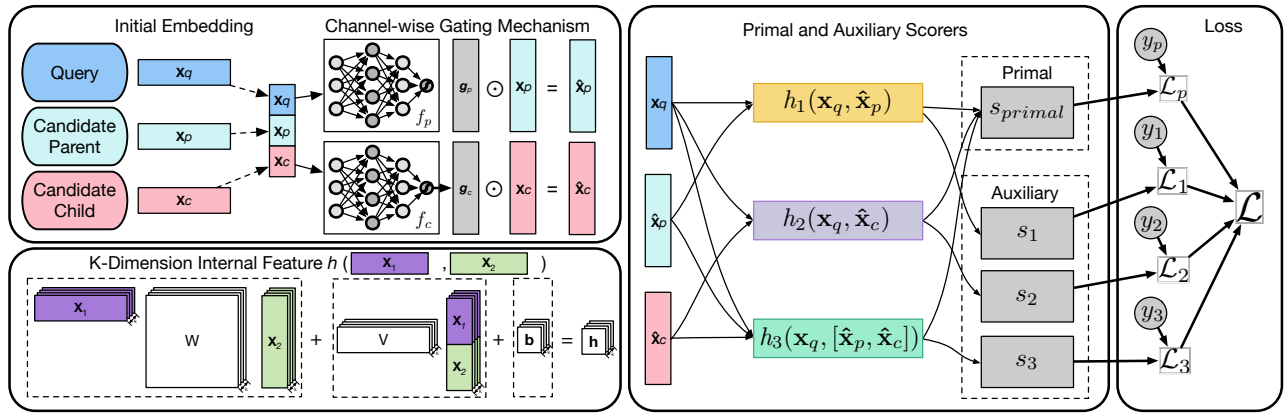 Initial Embedding
Channel-wise Gating Mechanism
Query
x_q
Candidate
Parent
x_p
Candidate
Child
x_c
x_q
x_p
x_c
f_p
g_p ⊙ x_p = x̂_p
f_c
g_c ⊙ x_c = x̂_c
K-Dimension Internal Feature h ( x_1 , x_2 )
x_1
W
x_2
+
V
x_1
x_2
+
b
=
h
Primal and Auxiliary Scorers
x_q
x̂_p
x̂_c
h_1(x_q, x̂_p)
h_2(x_q, x̂_c)
h_3(x_q, [x̂_p, x̂_c])
Primal
s_{primal}
Auxiliary
s_1
s_2
s_3
Loss
y_p
L_p
y_1
L_1
y_2
L_2
y_3
L_3
L